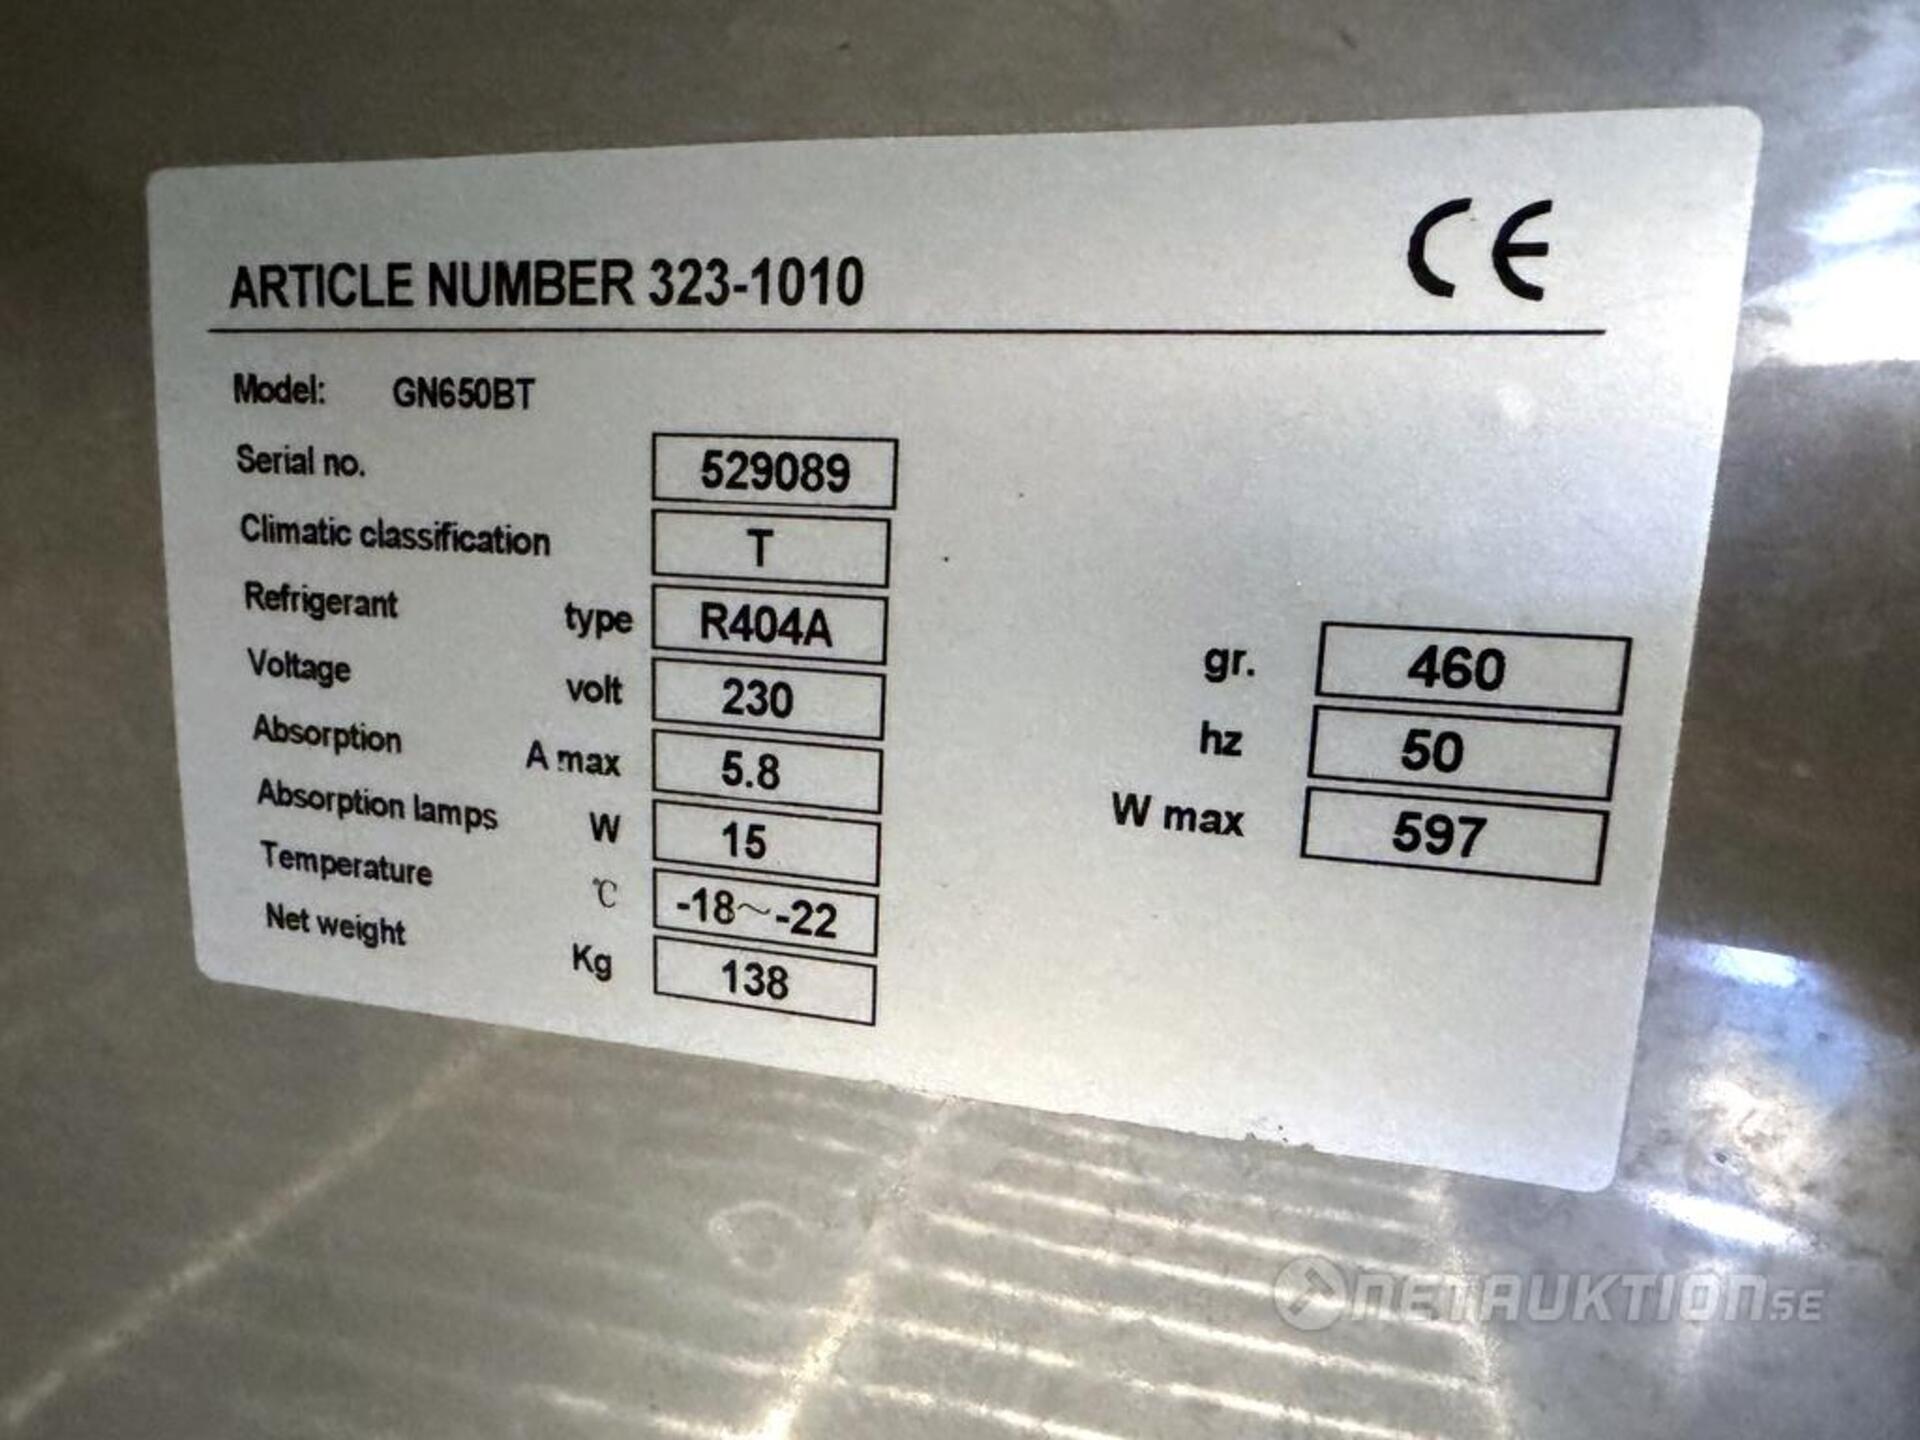 CE
ARTICLE NUMBER 323-1010
Model: GN650BT
Serial no. 529089
Climatic classification T
Refrigerant type R404A gr. 460
Voltage volt 230 hz 50
Absorption A max 5.8 W max 597
Absorption lamps W 15
Temperature ℃ -18~-22
Net weight Kg 138
NETAUKTION.SE